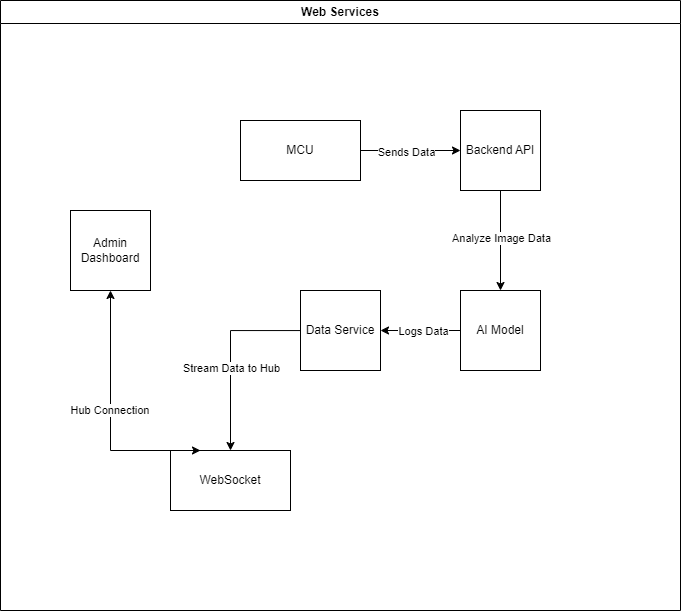 Web Services
MCU
Sends Data
Backend API
Analyze Image Data
Admin
Dashboard
Data Service
Logs Data
AI Model
Stream Data to Hub
Hub Connection
WebSocket